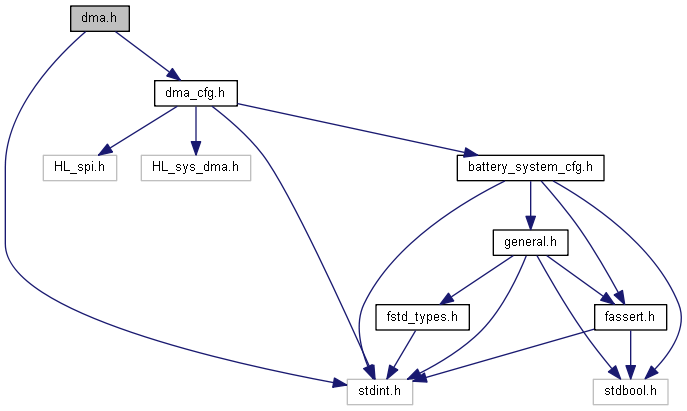 dma.h
dma_cfg.h
HL_spi.h
HL_sys_dma.h
battery_system_cfg.h
general.h
fstd_types.h
fassert.h
stdint.h
stdbool.h